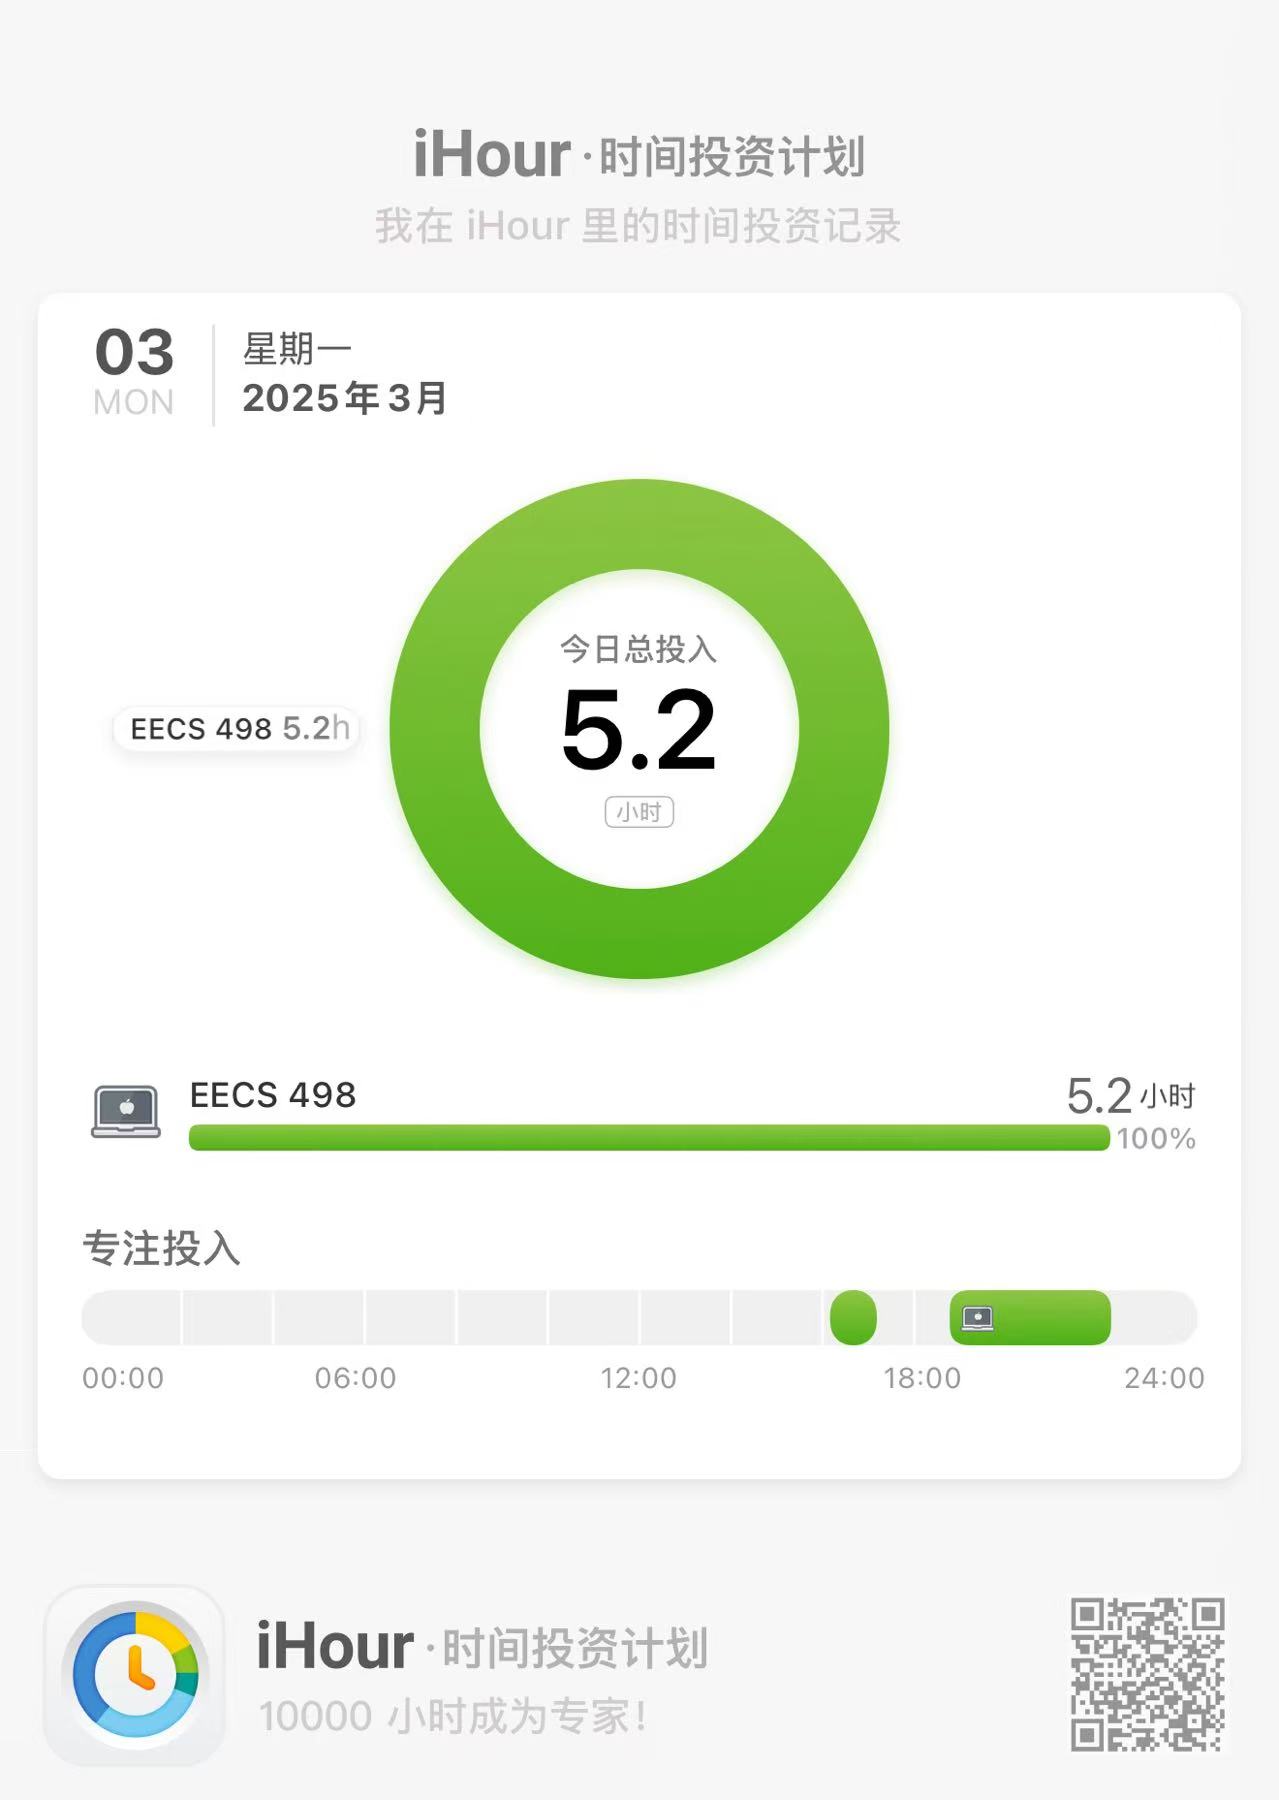 iHour · 时间投资计划
我在 iHour 里的时间投资记录
03
MON
星期一
2025年3月
今日总投入
5.2
小时
EECS 498 5.2h
EECS 498
5.2 小时
100%
专注投入
00:00 06:00 12:00 18:00 24:00
iHour · 时间投资计划
10000 小时成为专家！